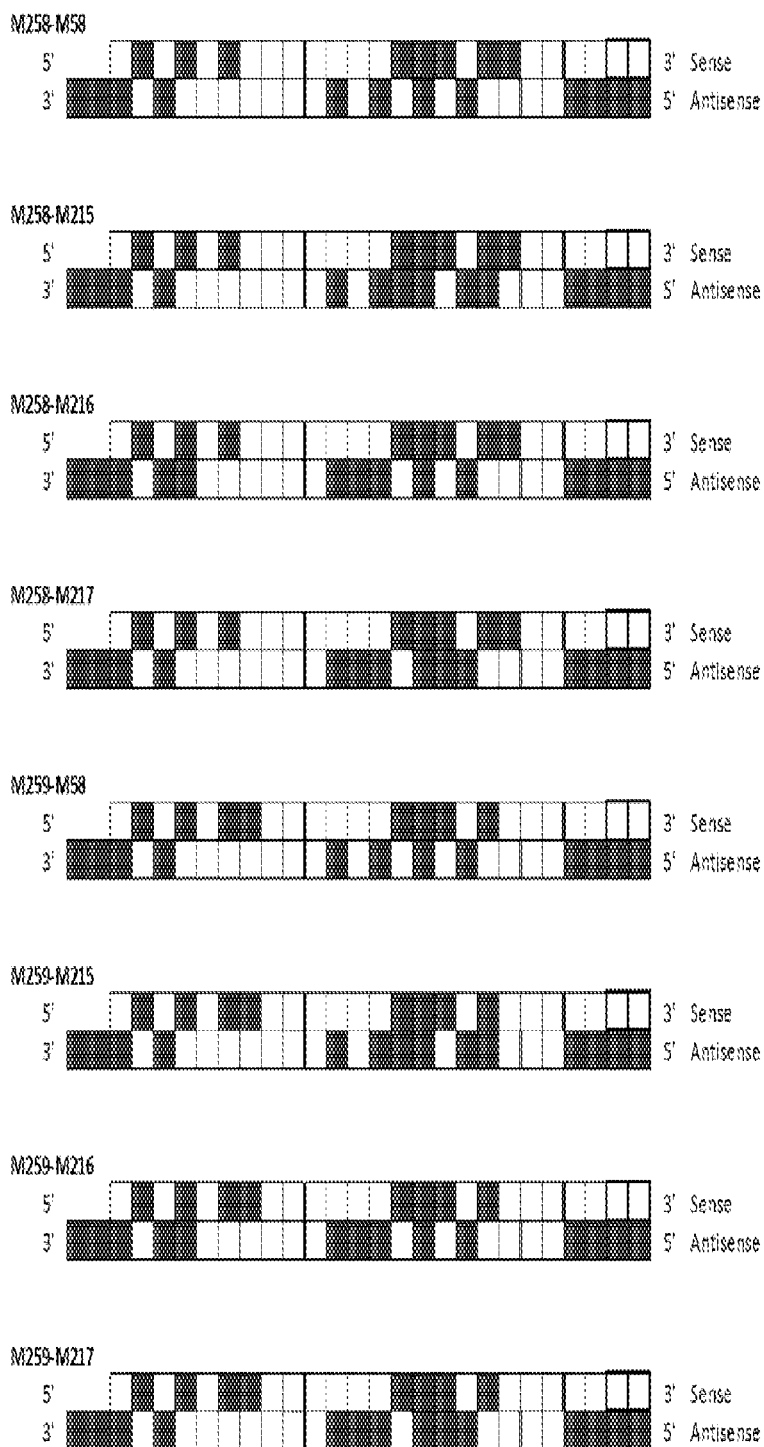 M258-M58
5' 3' Sense
3' 5' Antisense
M258-M215
5' 3' Sense
3' 5' Antisense
M258-M216
5' 3' Sense
3' 5' Antisense
M258-M217
5' 3' Sense
3' 5' Antisense
M259-M58
5' 3' Sense
3' 5' Antisense
M259-M215
5' 3' Sense
3' 5' Antisense
M259-M216
5' 3' Sense
3' 5' Antisense
M259-M217
5' 3' Sense
3' 5' Antisense